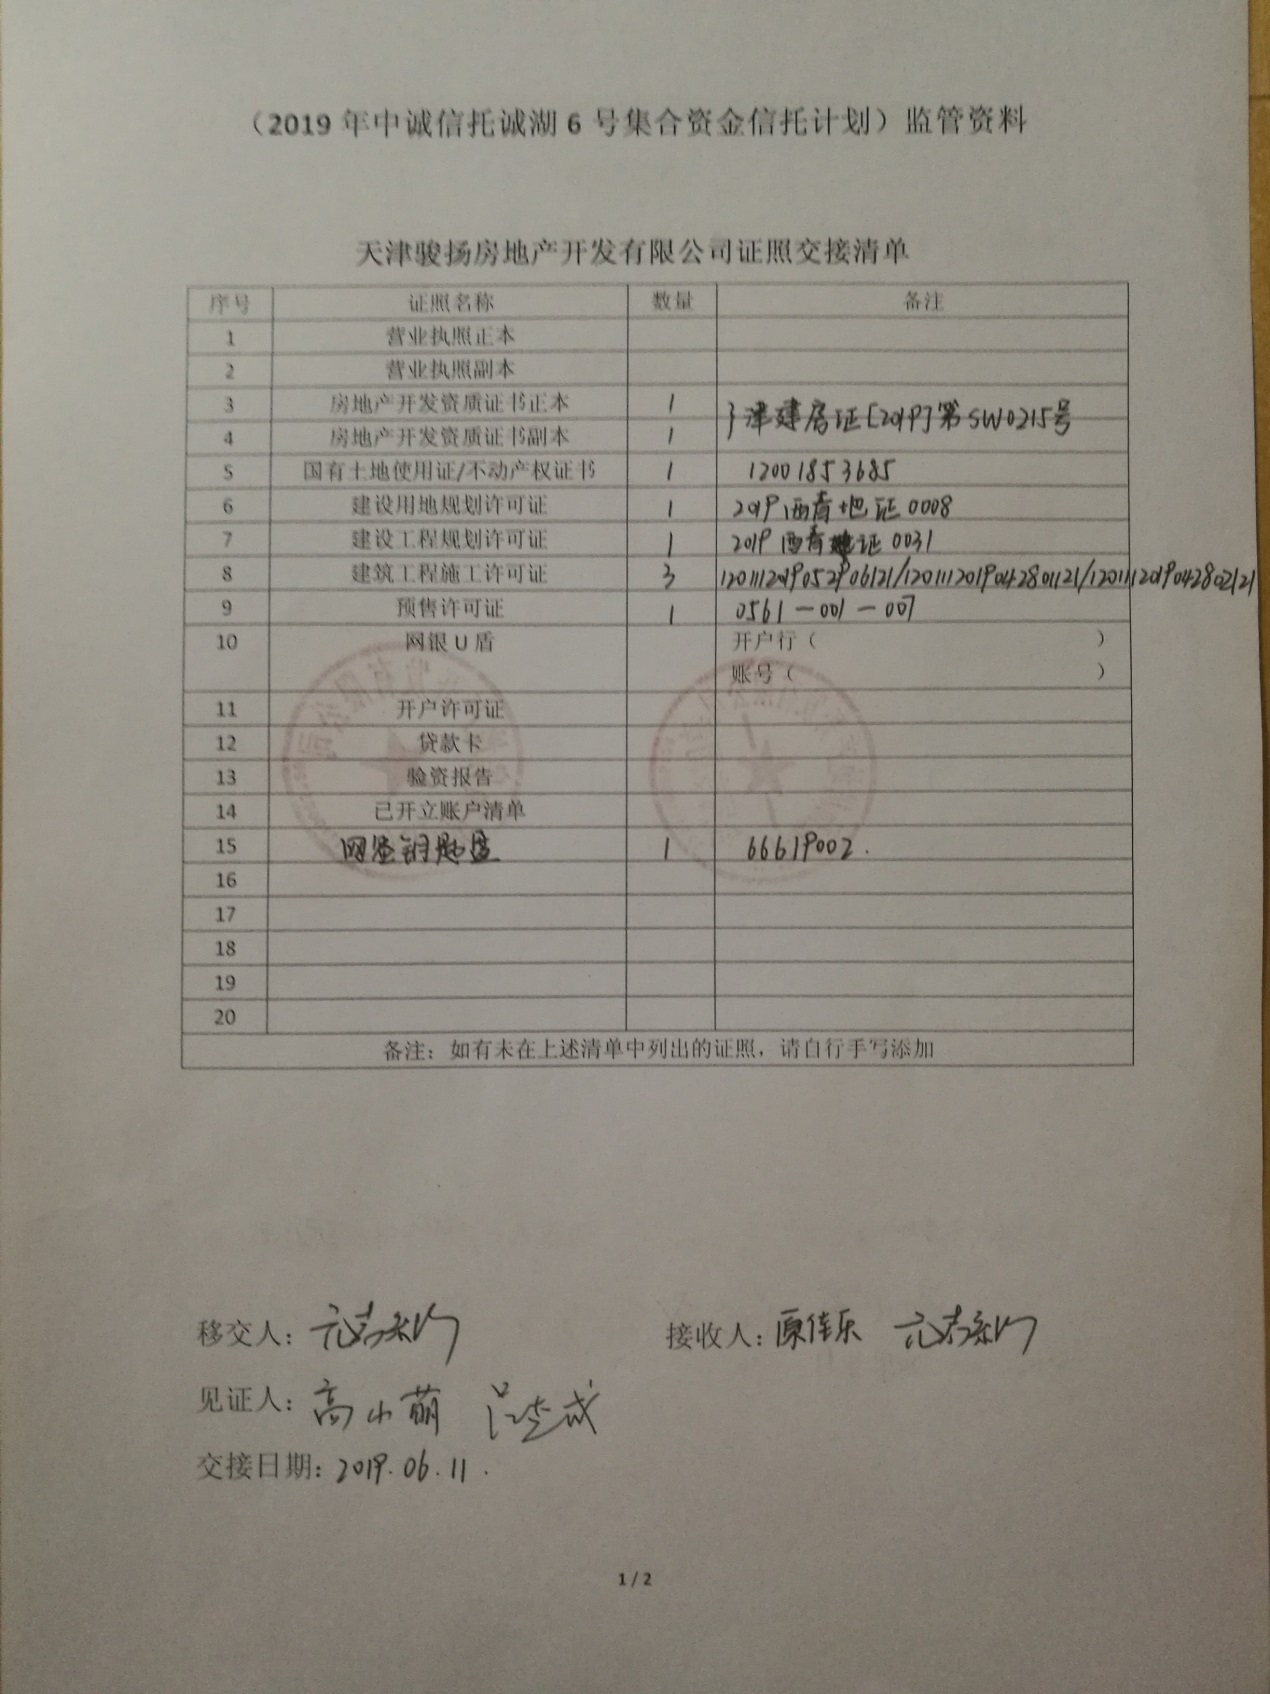 （2019 年中诚信托诚湖 6 号集合资金信托计划）监管资料
天津骏扬房地产开发有限公司证照交接清单
序号 证照名称 数量 备注
1 营业执照正本
2 营业执照副本
3 房地产开发资质证书正本 1 } 津建房证[2019]第SW0215号
4 房地产开发资质证书副本 1
5 国有土地使用证/不动产权证书 1 12001853685
6 建设用地规划许可证 1 2019西青地证0008
7 建设工程规划许可证 1 2019西青建证0031
8 建筑工程施工许可证 3 1201112019052906121/1201112019042801121/1201112019042802121
9 预售许可证 1 0561-001-007
10 网银 U 盾 开户行（ ）
账号（ ）
11 开户许可证
12 贷款卡
13 验资报告
14 已开立账户清单
15 网签钥匙盘 1 66619002.
16
17
18
19
20
备注：如有未在上述清单中列出的证照，请自行手写添加
移交人： 接收人：原佳乐
见证人：高小萌
交接日期：2019.06.11.
1 / 2